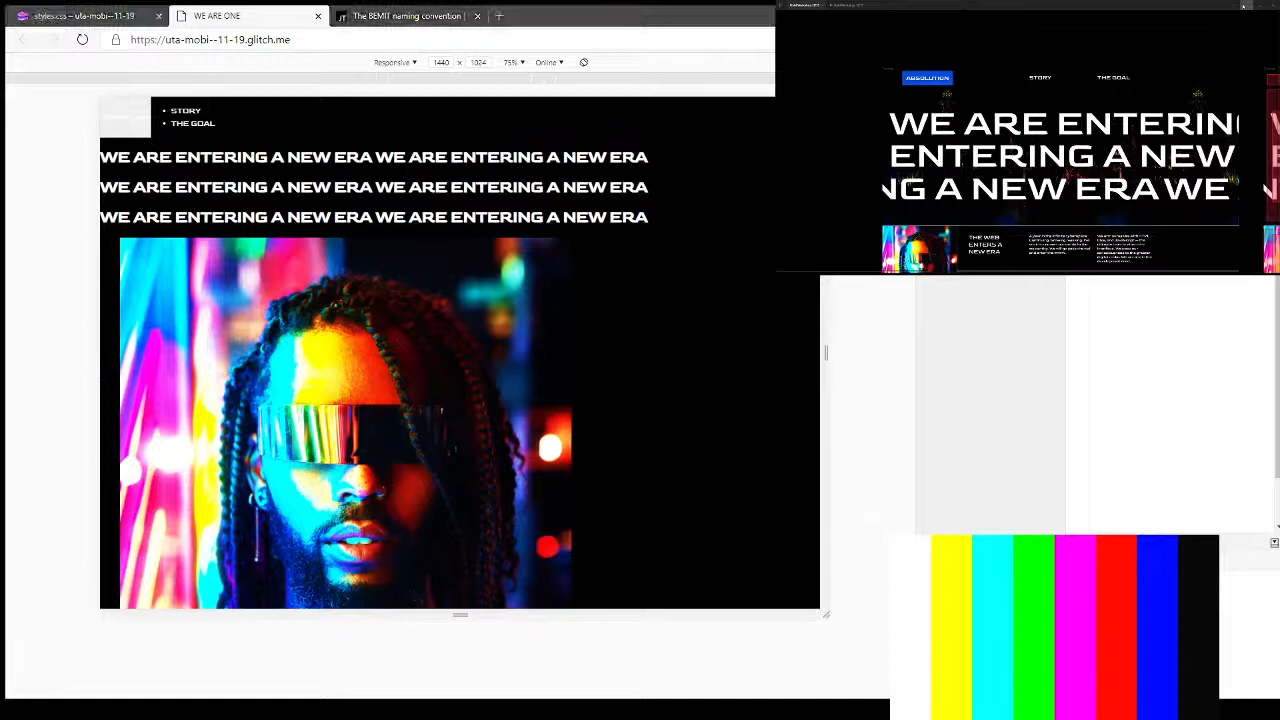 styles.css – uta-mobi--11-19
WE ARE ONE
The BEMIT naming convention |
https://uta-mobi--11-19.glitch.me
Responsive
1440 × 1024
75%
Online
STORY
THE GOAL
WE ARE ENTERING A NEW ERA WE ARE ENTERING A NEW ERA
WE ARE ENTERING A NEW ERA WE ARE ENTERING A NEW ERA
WE ARE ENTERING A NEW ERA WE ARE ENTERING A NEW ERA
ABSOLUTION
STORY
THE GOAL
WE ARE ENTERIN
ENTERING A NEW
NG A NEW ERA WE
THE WEB
ENTERS A
NEW ERA